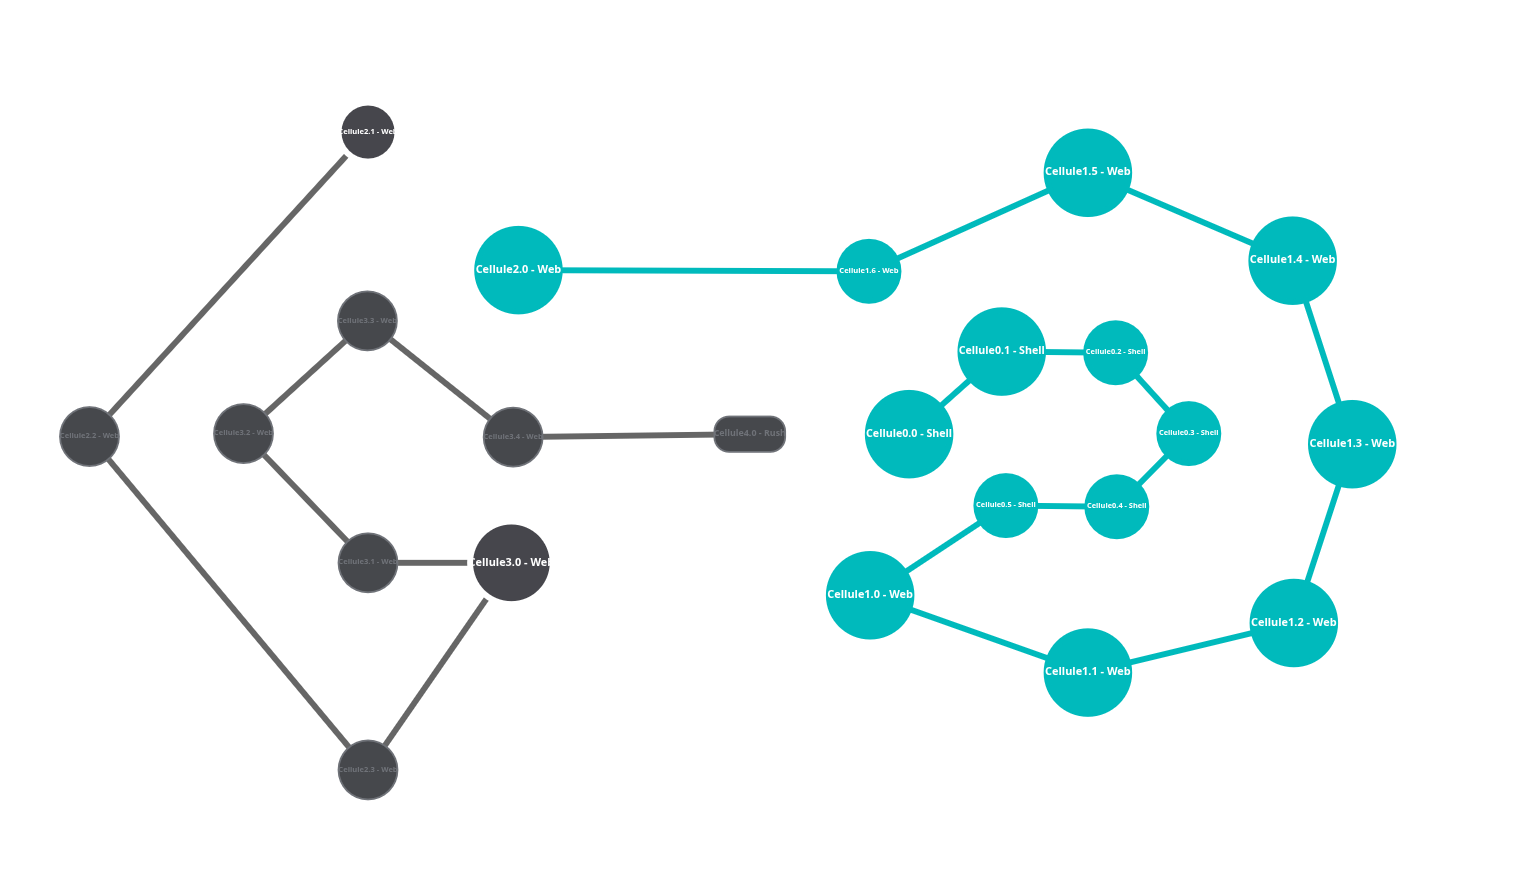 Cellule2.1 - Web
Cellule1.5 - Web
Cellule1.4 - Web
Cellule2.0 - Web
Cellule1.6 - Web
Cellule3.3 - Web
Cellule0.1 - Shell
Cellule0.2 - Shell
Cellule2.2 - Web
Cellule3.2 - Web
Cellule3.4 - Web
Cellule4.0 - Rush
Cellule0.0 - Shell
Cellule0.3 - Shell
Cellule1.3 - Web
Cellule0.5 - Shell
Cellule0.4 - Shell
Cellule3.1 - Web
Cellule3.0 - Web
Cellule1.0 - Web
Cellule1.2 - Web
Cellule1.1 - Web
Cellule2.3 - Web